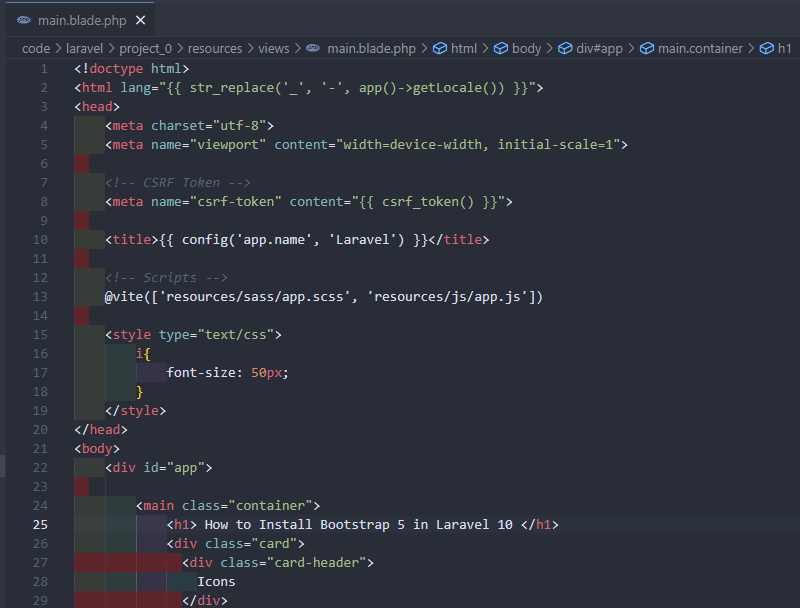 main.blade.php ×
code > laravel > project_0 > resources > views > main.blade.php > html > body > div#app > main.container > h1
1 <!doctype html>
2 <html lang="{{ str_replace('_', '-', app()->getLocale()) }}">
3 <head>
4 <meta charset="utf-8">
5 <meta name="viewport" content="width=device-width, initial-scale=1">
6
7 <!-- CSRF Token -->
8 <meta name="csrf-token" content="{{ csrf_token() }}">
9
10 <title>{{ config('app.name', 'Laravel') }}</title>
11
12 <!-- Scripts -->
13 @vite(['resources/sass/app.scss', 'resources/js/app.js'])
14
15 <style type="text/css">
16 i{
17 font-size: 50px;
18 }
19 </style>
20 </head>
21 <body>
22 <div id="app">
23
24 <main class="container">
25 <h1> How to Install Bootstrap 5 in Laravel 10 </h1>
26 <div class="card">
27 <div class="card-header">
28 Icons
29 </div>